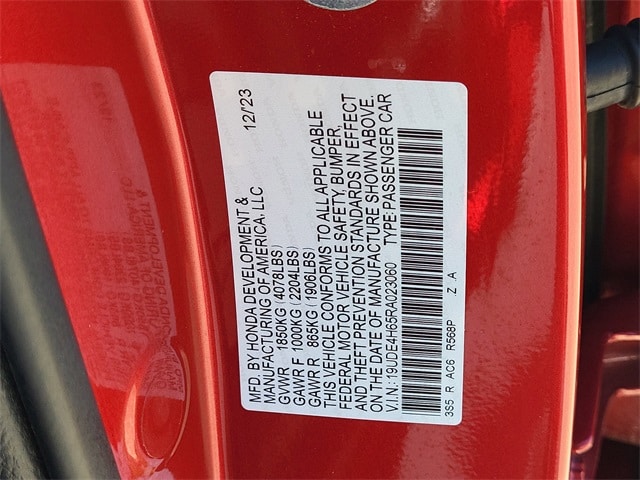 MFD. BY HONDA DEVELOPMENT & 12/'23
MANUFACTURING OF AMERICA, LLC
GVWR 1850KG (4078LBS)
GAWR F 1000KG (2204LBS)
GAWR R 865KG (1906LBS)
THIS VEHICLE CONFORMS TO ALL APPLICABLE
FEDERAL MOTOR VEHICLE SAFETY, BUMPER,
AND THEFT PREVENTION STANDARDS IN EFFECT
ON THE DATE OF MANUFACTURE SHOWN ABOVE.
V.I.N.: 19UDE4H65RA023060 TYPE:PASSENGER CAR
3S5 R AC6 R568P Z A